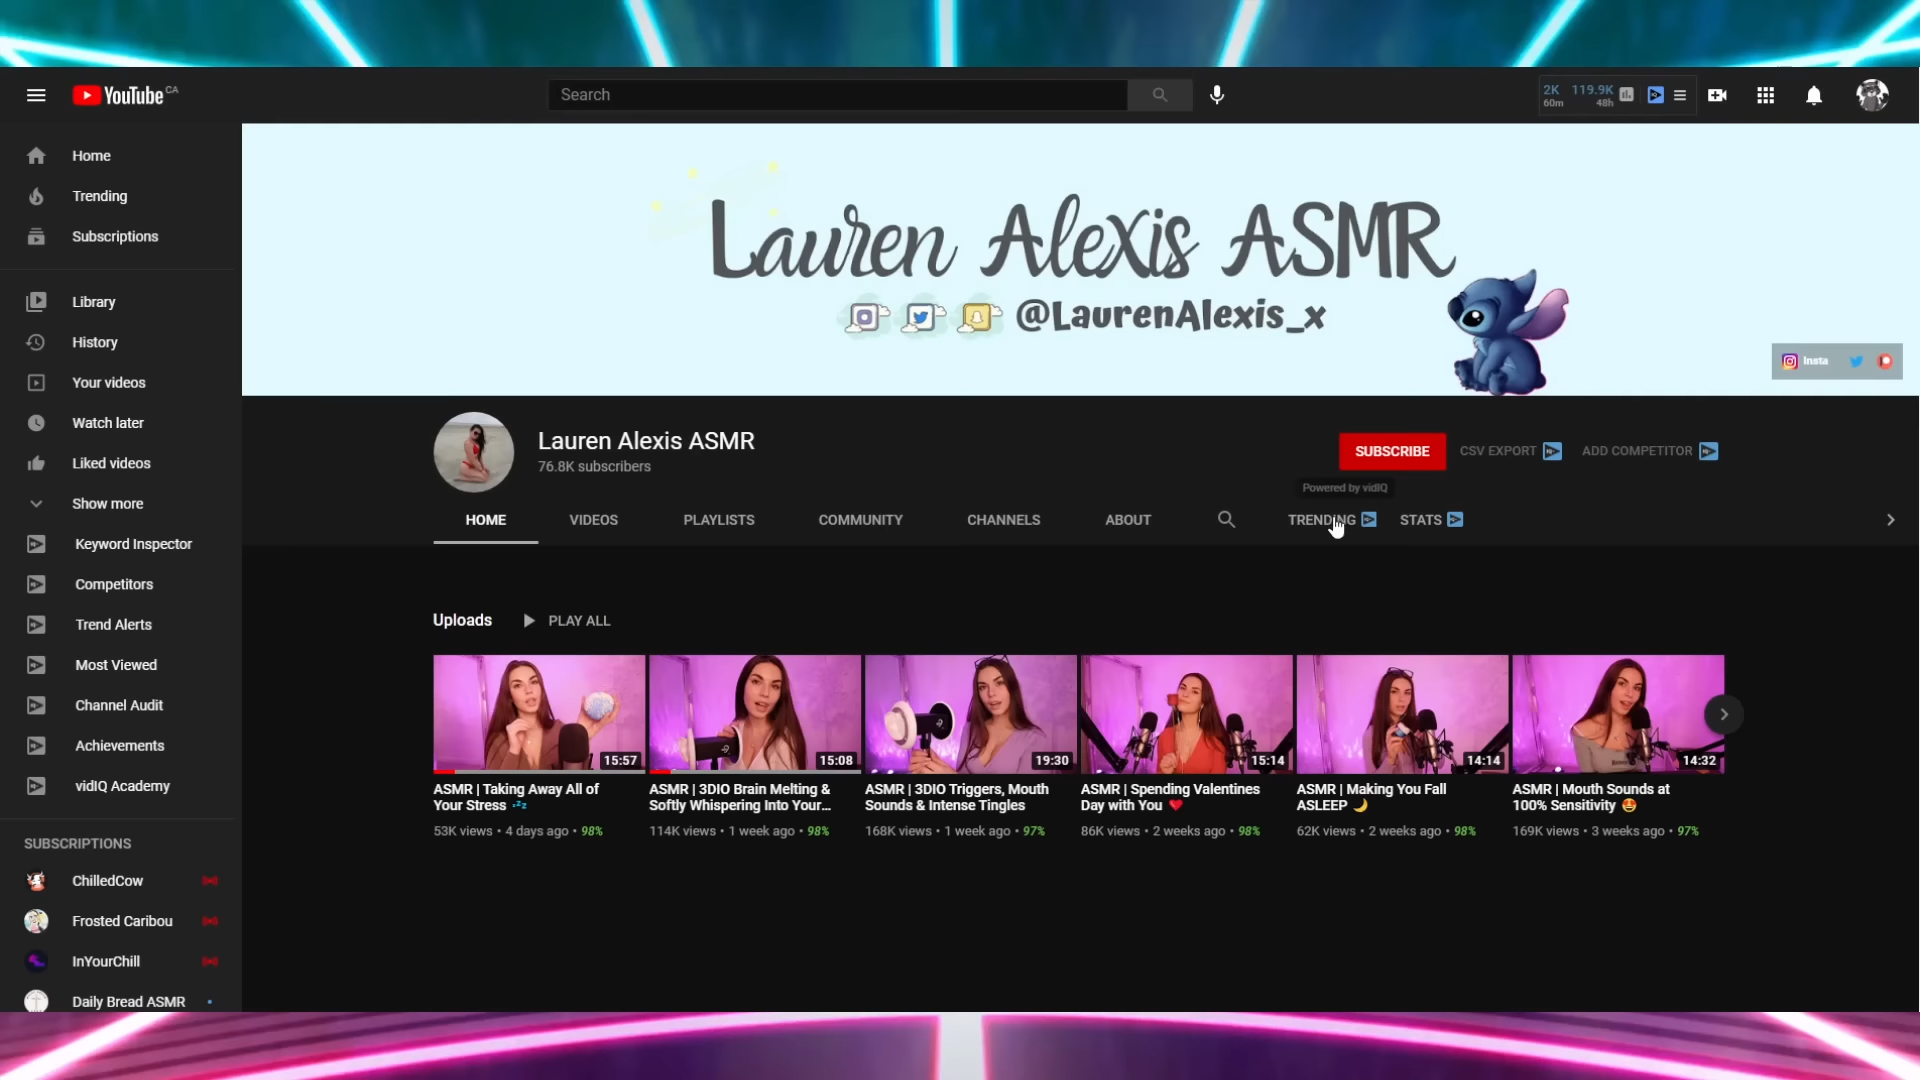 YouTube CA
Search
2K 60m
119.9K 48h
Home
Trending
Subscriptions
Library
History
Your videos
Watch later
Liked videos
Show more
Keyword Inspector
Competitors
Trend Alerts
Most Viewed
Channel Audit
Achievements
vidIQ Academy
SUBSCRIPTIONS
ChilledCow
Frosted Caribou
InYourChill
Daily Bread ASMR
Lauren Alexis ASMR
@LaurenAlexis_x
Insta
Lauren Alexis ASMR
76.8K subscribers
SUBSCRIBE
CSV EXPORT
ADD COMPETITOR
Powered by vidIQ
HOME
VIDEOS
PLAYLISTS
COMMUNITY
CHANNELS
ABOUT
TRENDING
STATS
Uploads
PLAY ALL
15:57
ASMR | Taking Away All of
Your Stress 💤
53K views • 4 days ago • 98%
15:08
ASMR | 3DIO Brain Melting &
Softly Whispering Into Your...
114K views • 1 week ago • 98%
19:30
ASMR | 3DIO Triggers, Mouth
Sounds & Intense Tingles
168K views • 1 week ago • 97%
15:14
ASMR | Spending Valentines
Day with You ❤️
86K views • 2 weeks ago • 98%
14:14
ASMR | Making You Fall
ASLEEP 🌙
62K views • 2 weeks ago • 98%
14:32
ASMR | Mouth Sounds at
100% Sensitivity 🤩
169K views • 3 weeks ago • 97%